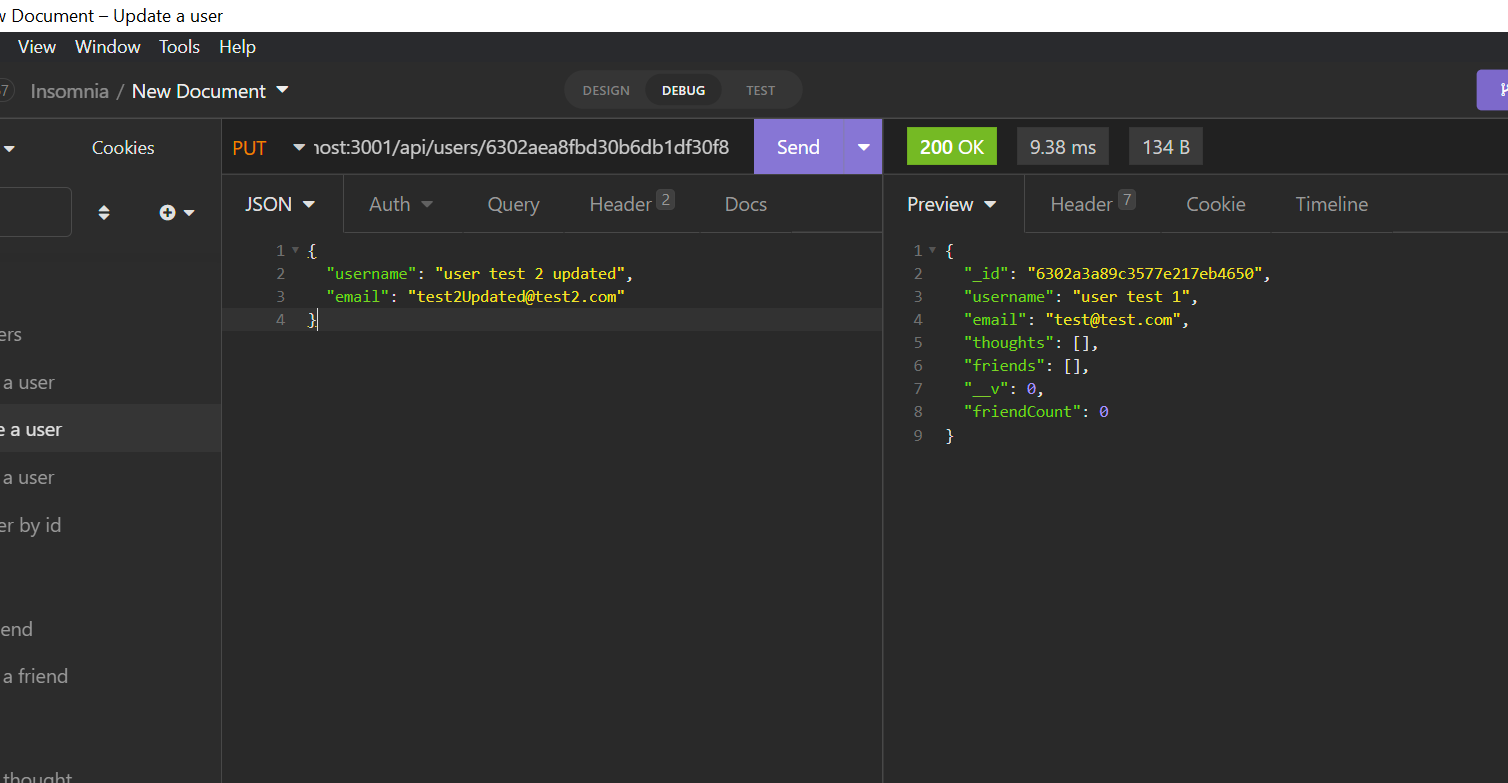 Document – Update a user
View Window Tools Help
Insomnia / New Document
DESIGN DEBUG TEST
Cookies
PUT host:3001/api/users/6302aea8fbd30b6db1df30f8 Send
200 OK 9.38 ms 134 B
JSON Auth Query Header 2 Docs
Preview Header 7 Cookie Timeline
1 {
2 "username": "user test 2 updated",
3 "email": "test2Updated@test2.com"
4 }
1 {
2 "_id": "6302a3a89c3577e217eb4650",
3 "username": "user test 1",
4 "email": "test@test.com",
5 "thoughts": [],
6 "friends": [],
7 "__v": 0,
8 "friendCount": 0
9 }
ers
a user
e a user
a user
er by id
end
a friend
thought